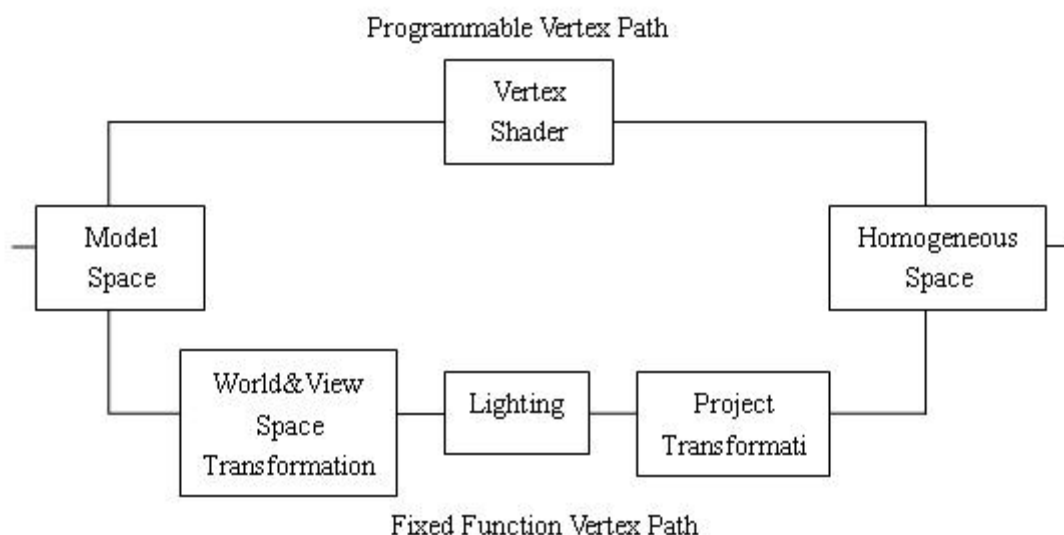 Programmable Vertex Path
Vertex
Shader
Model
Space
Homogeneous
Space
World&View
Space
Transformation
Lighting
Project
Transformati
Fixed Function Vertex Path